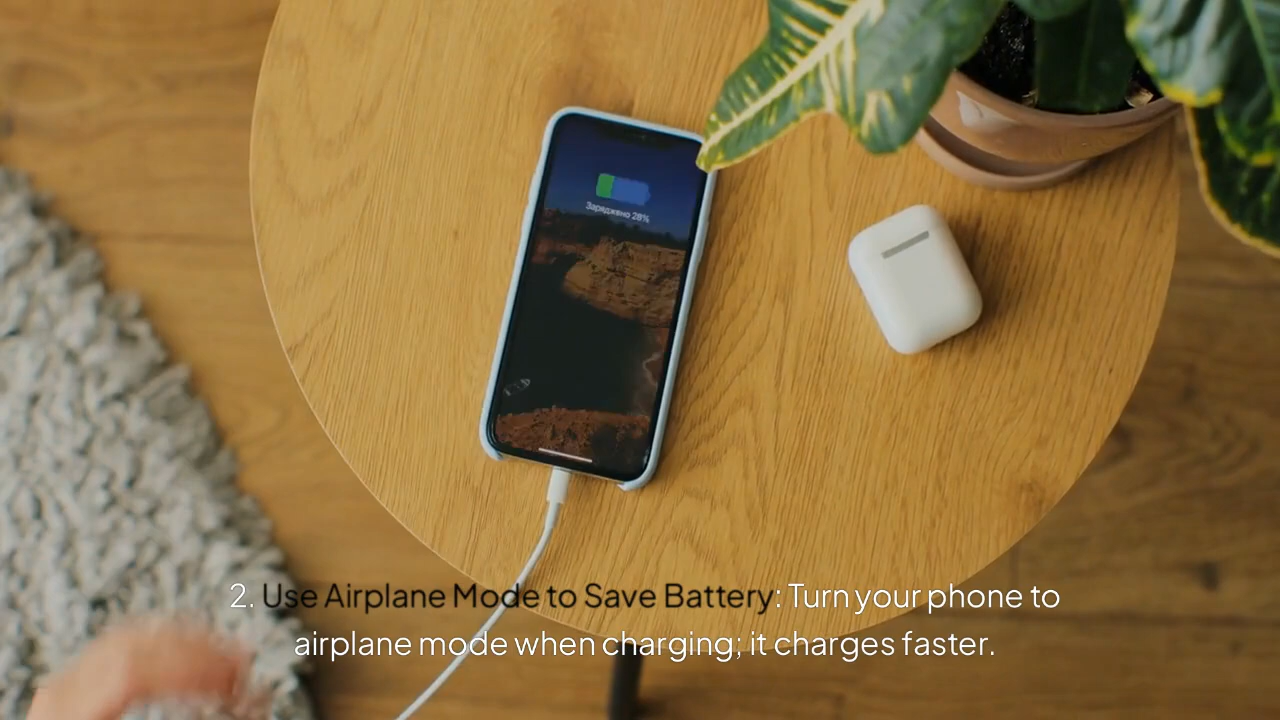 Заряджено 28%
2. Use Airplane Mode to Save Battery: Turn your phone to
airplane mode when charging; it charges faster.